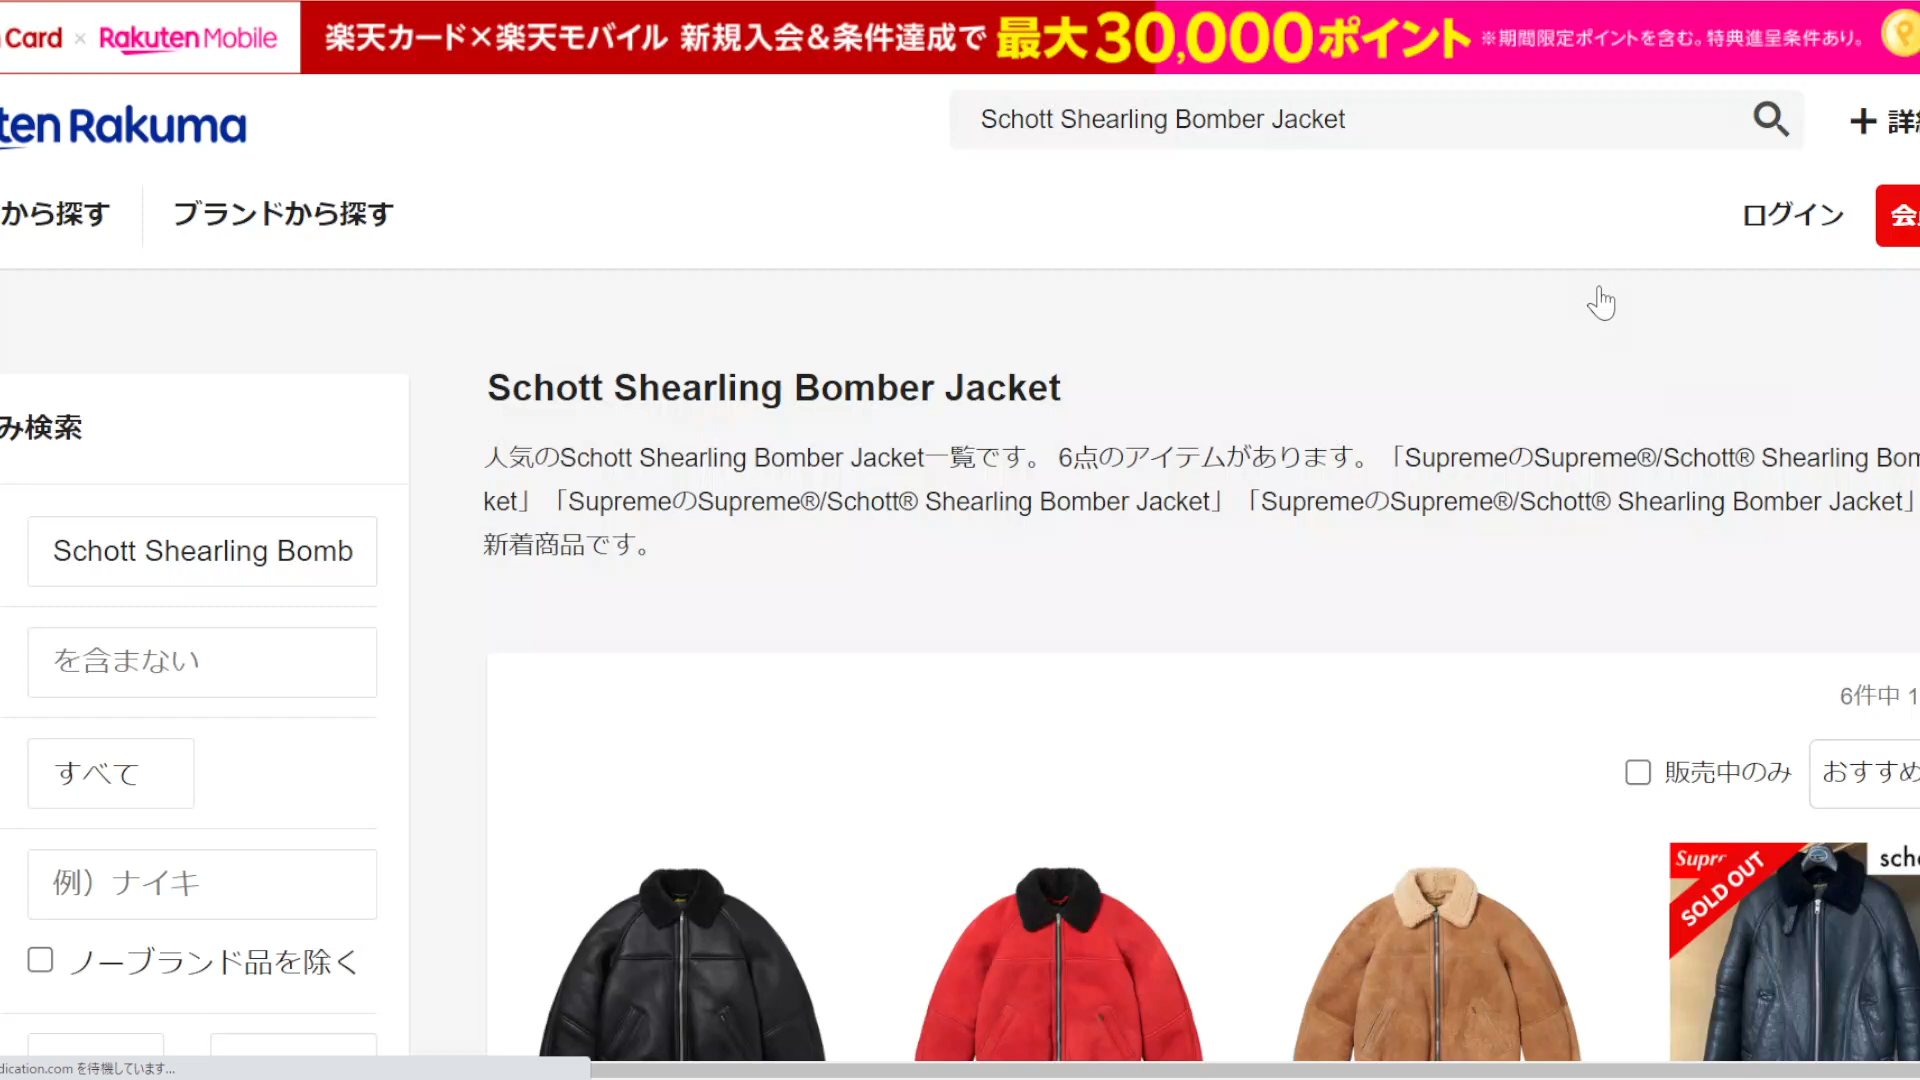 Card × Rakuten Mobile 楽天カード×楽天モバイル 新規入会&条件達成で 最大30,000ポイント ※期間限定ポイントを含む。特典進呈条件あり。
ten Rakuma
Schott Shearling Bomber Jacket
+ 詳
から探す
ブランドから探す
ログイン
会
Schott Shearling Bomber Jacket
み検索
人気のSchott Shearling Bomber Jacket一覧です。 6点のアイテムがあります。「SupremeのSupreme®/Schott® Shearling Bom
ket」「SupremeのSupreme®/Schott® Shearling Bomber Jacket」「SupremeのSupreme®/Schott® Shearling Bomber Jacket」
新着商品です。
Schott Shearling Bomb
を含まない
6件中 1
すべて
販売中のみ
おすすめ
例）ナイキ
Supr
SOLD OUT
scho
ノーブランド品を除く
dication.com を待機しています...